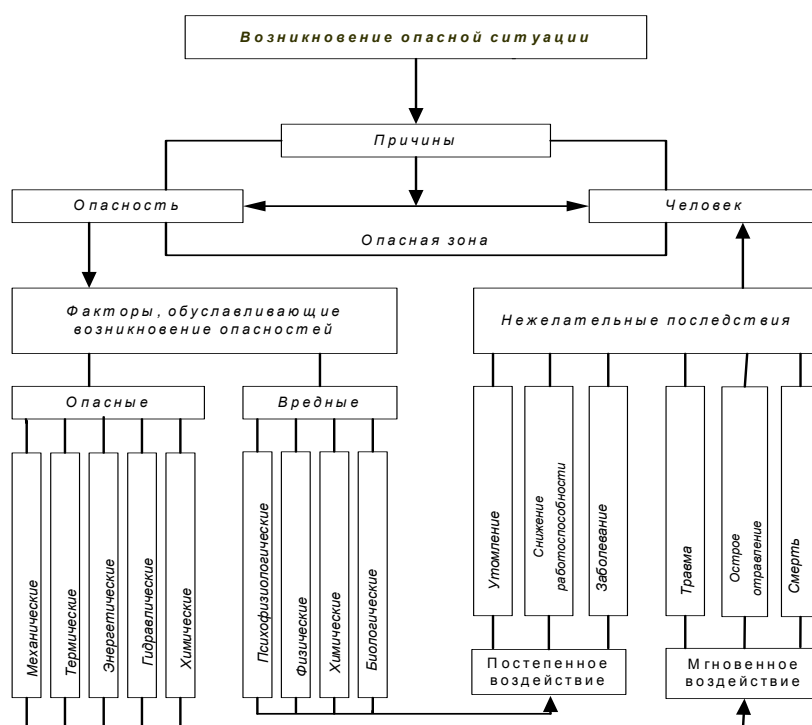 Возникновение опасной ситуации
Причины
Опасность
Человек
Опасная зона
Факторы, обуславливающие
возникновение опасностей
Нежелательные последствия
Опасные
Вредные
Механические
Термические
Энергетические
Гидравлические
Химические
Психофизиологические
Физические
Химические
Биологические
Утомление
Снижение
работоспособности
Заболевание
Травма
Острое
отравление
Смерть
Постепенное
воздействие
Мгновенное
воздействие